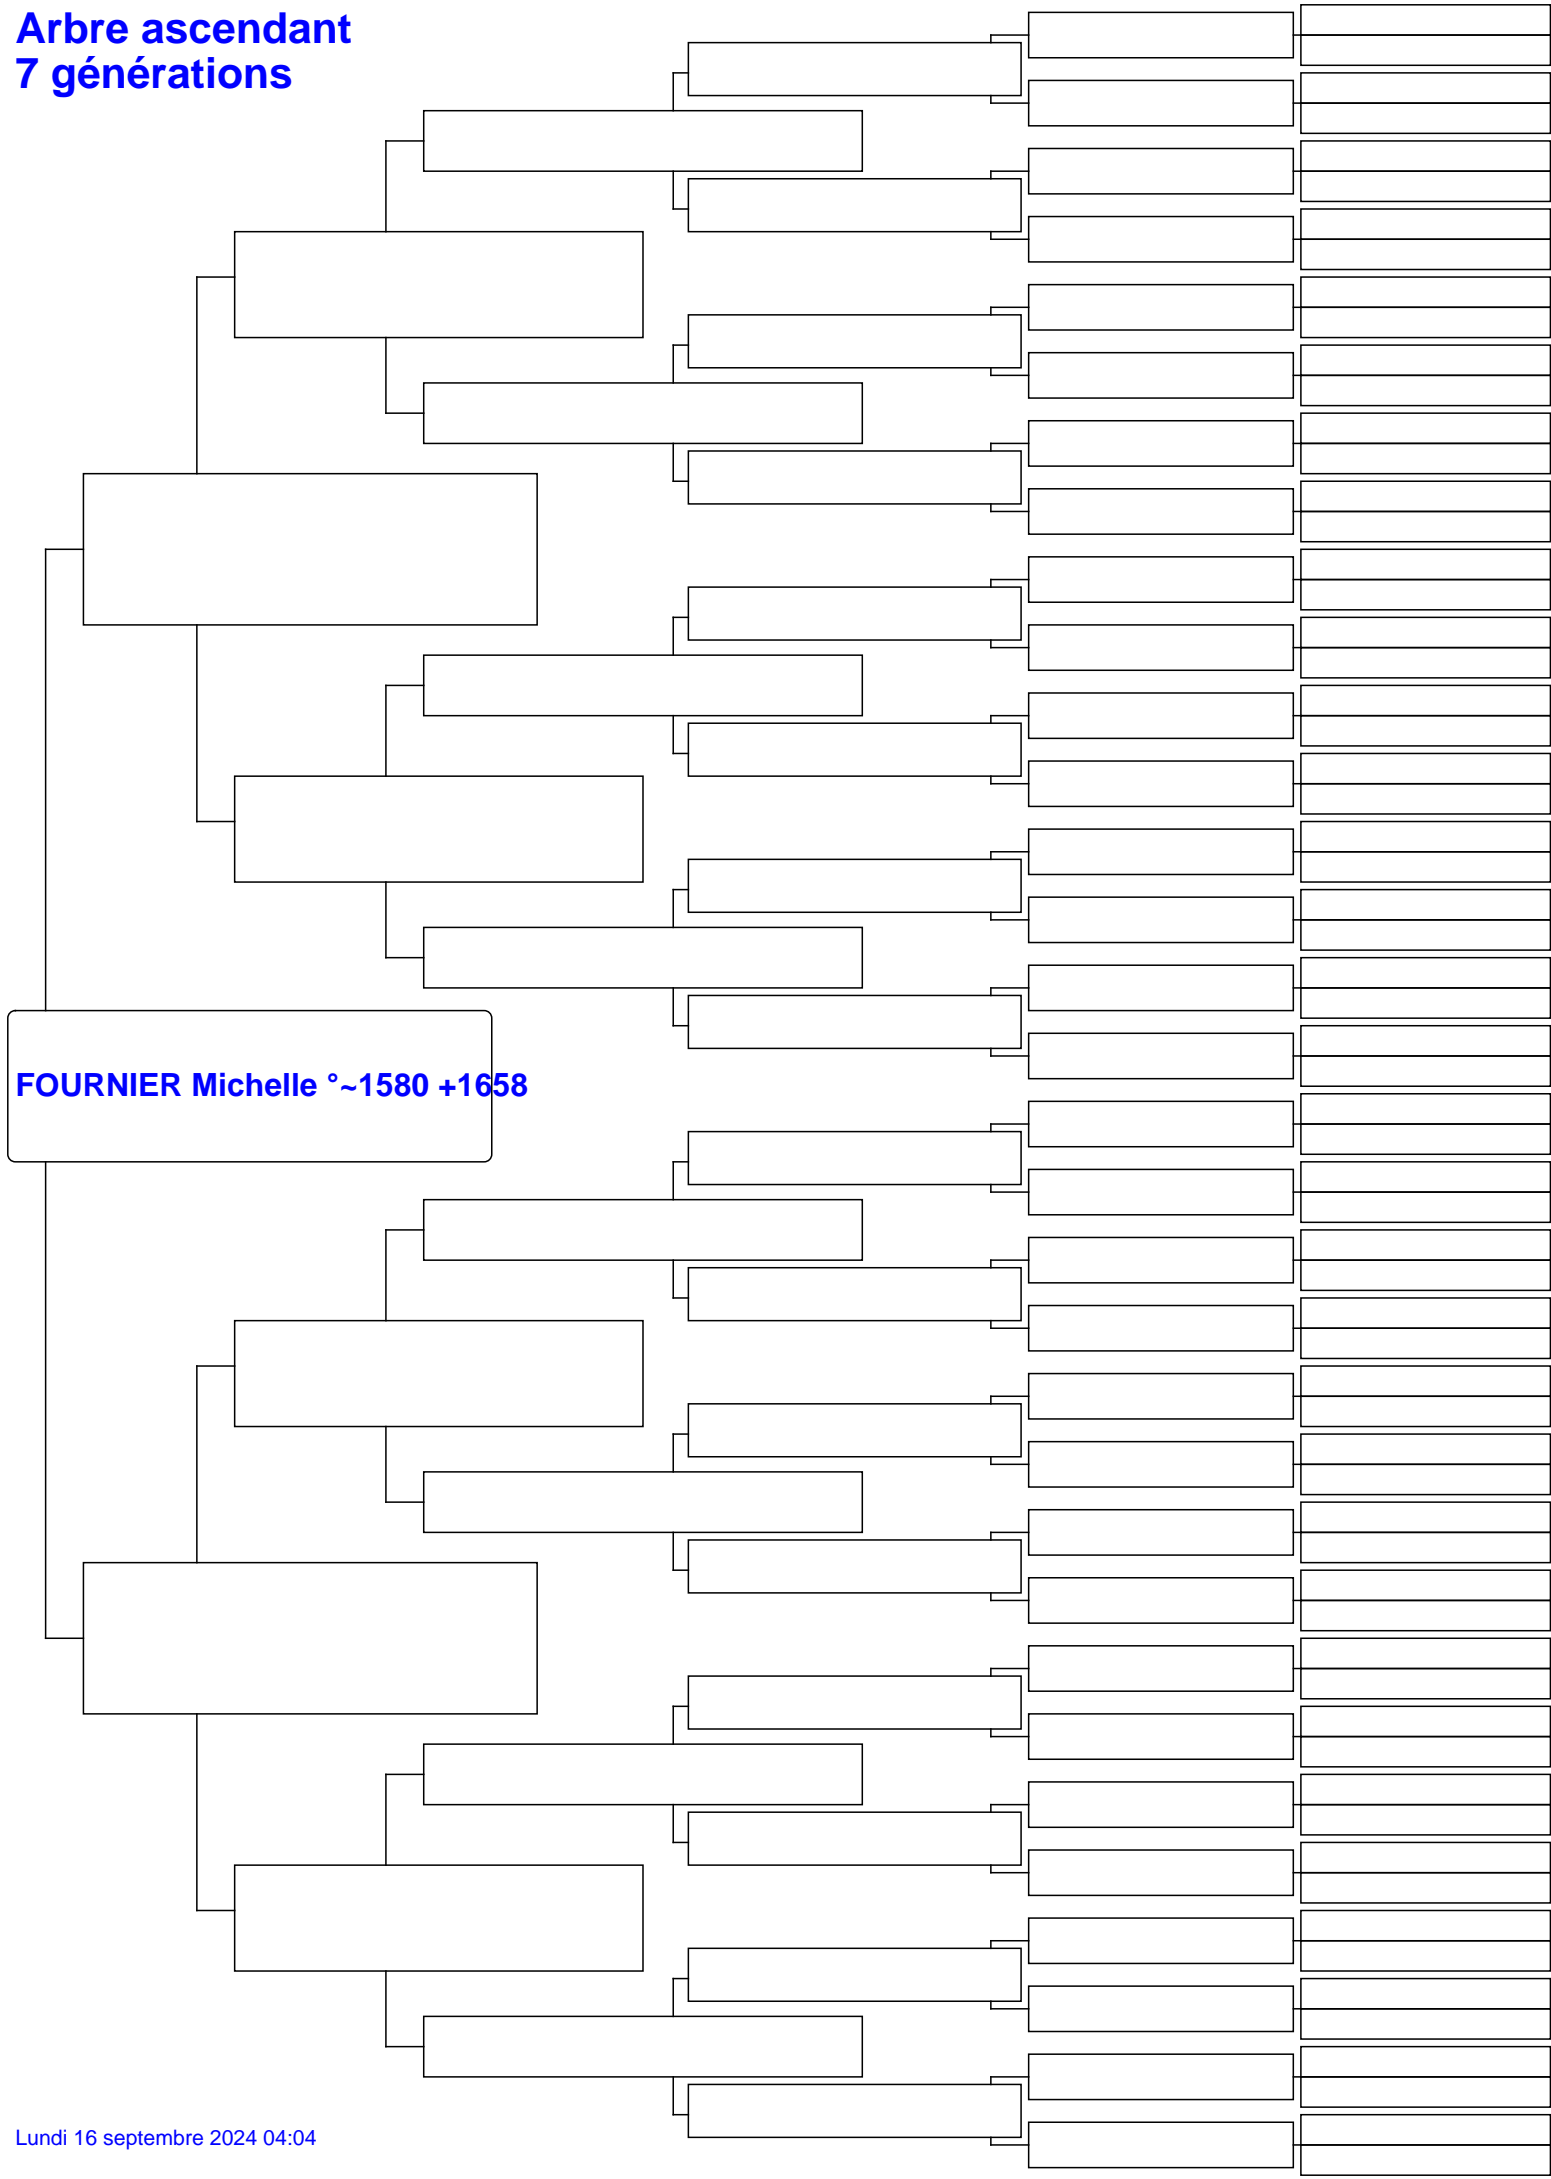 Arbre ascendant
7 générations
FOURNIER Michelle °~1580 +1658
Lundi 16 septembre 2024 04:04